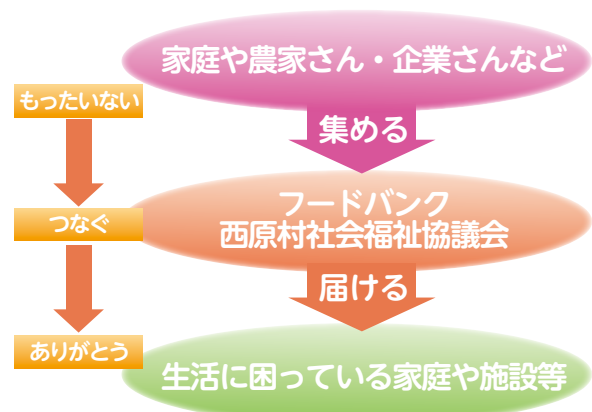 家庭や農家さん・企業さんなど
もったいない
集める
つなぐ
フードバンク
西原村社会福祉協議会
届ける
ありがとう
生活に困っている家庭や施設等